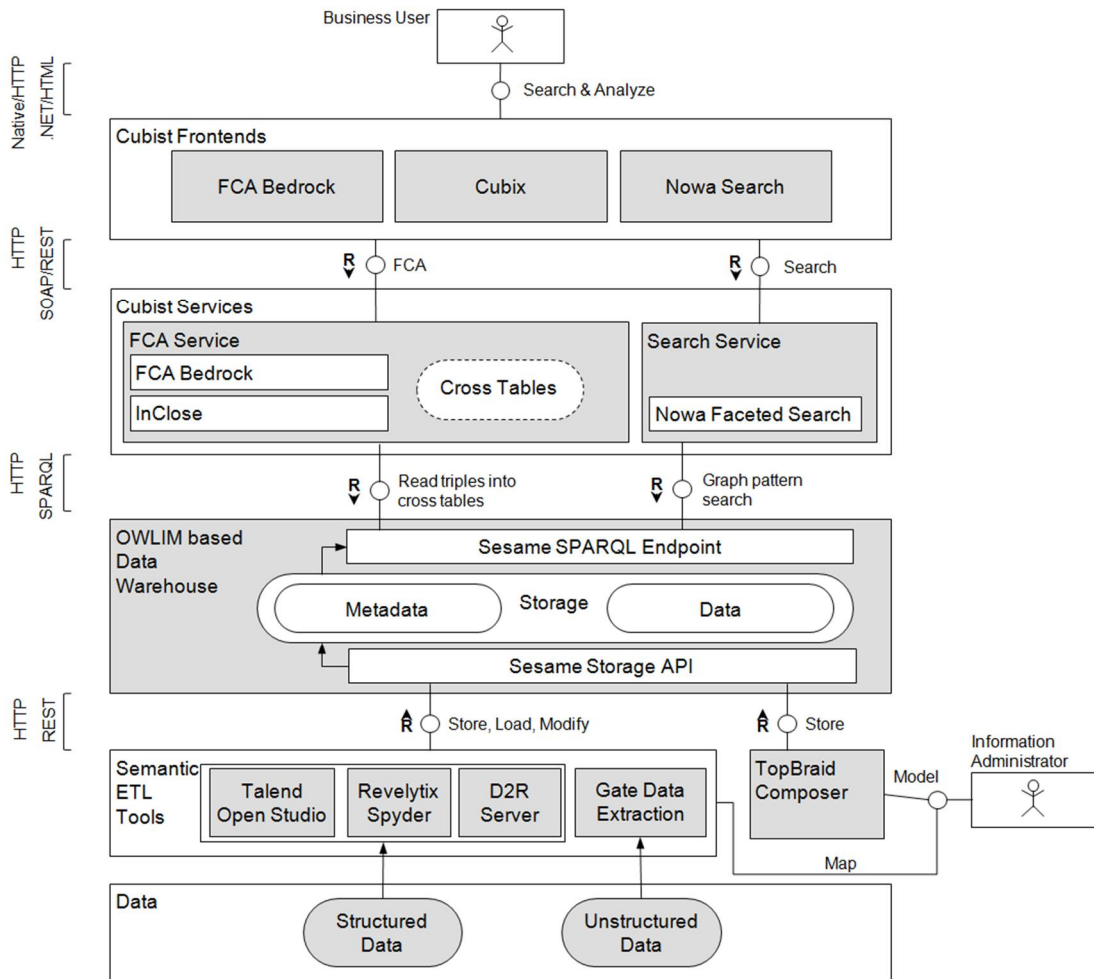 Business User
Native/HTTP
.NET/HTML
Search & Analyze
Cubist Frontends
FCA Bedrock
Cubix
Nowa Search
HTTP
SOAP/REST
R
FCA
R
Search
Cubist Services
FCA Service
FCA Bedrock
InClose
Cross Tables
Search Service
Nowa Faceted Search
HTTP
SPARQL
R
Read triples into
cross tables
R
Graph pattern
search
OWLIM based
Data
Warehouse
Sesame SPARQL Endpoint
Metadata
Storage
Data
Sesame Storage API
HTTP
REST
R
Store, Load, Modify
R
Store
Semantic
ETL
Tools
Talend
Open Studio
Revelytix
Spyder
D2R
Server
Gate Data
Extraction
TopBraid
Composer
Model
Information
Administrator
Map
Data
Structured
Data
Unstructured
Data